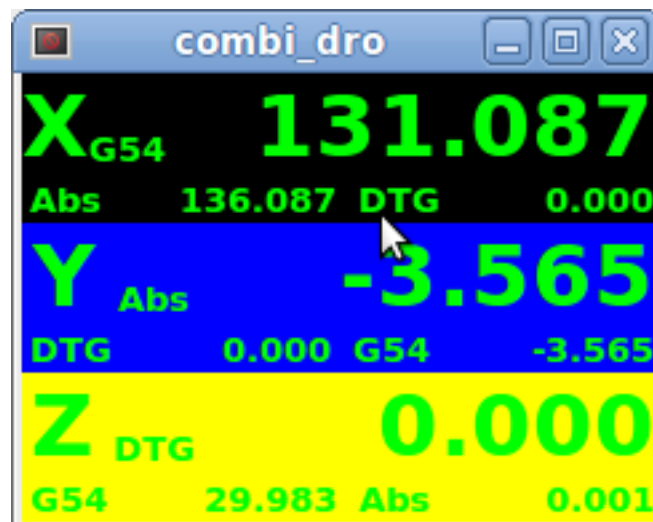 combi_dro
X G54 131.087
Abs 136.087 DTG 0.000
Y Abs -3.565
DTG 0.000 G54 -3.565
Z DTG 0.000
G54 29.983 Abs 0.001